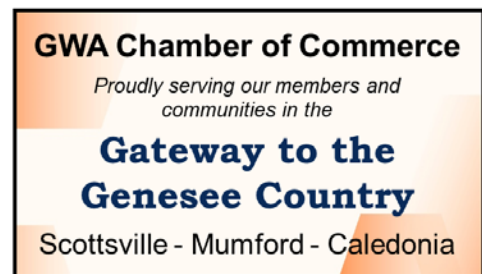 GWA Chamber of Commerce
Proudly serving our members and
communities in the
Gateway to the
Genesee Country
Scottsville - Mumford - Caledonia